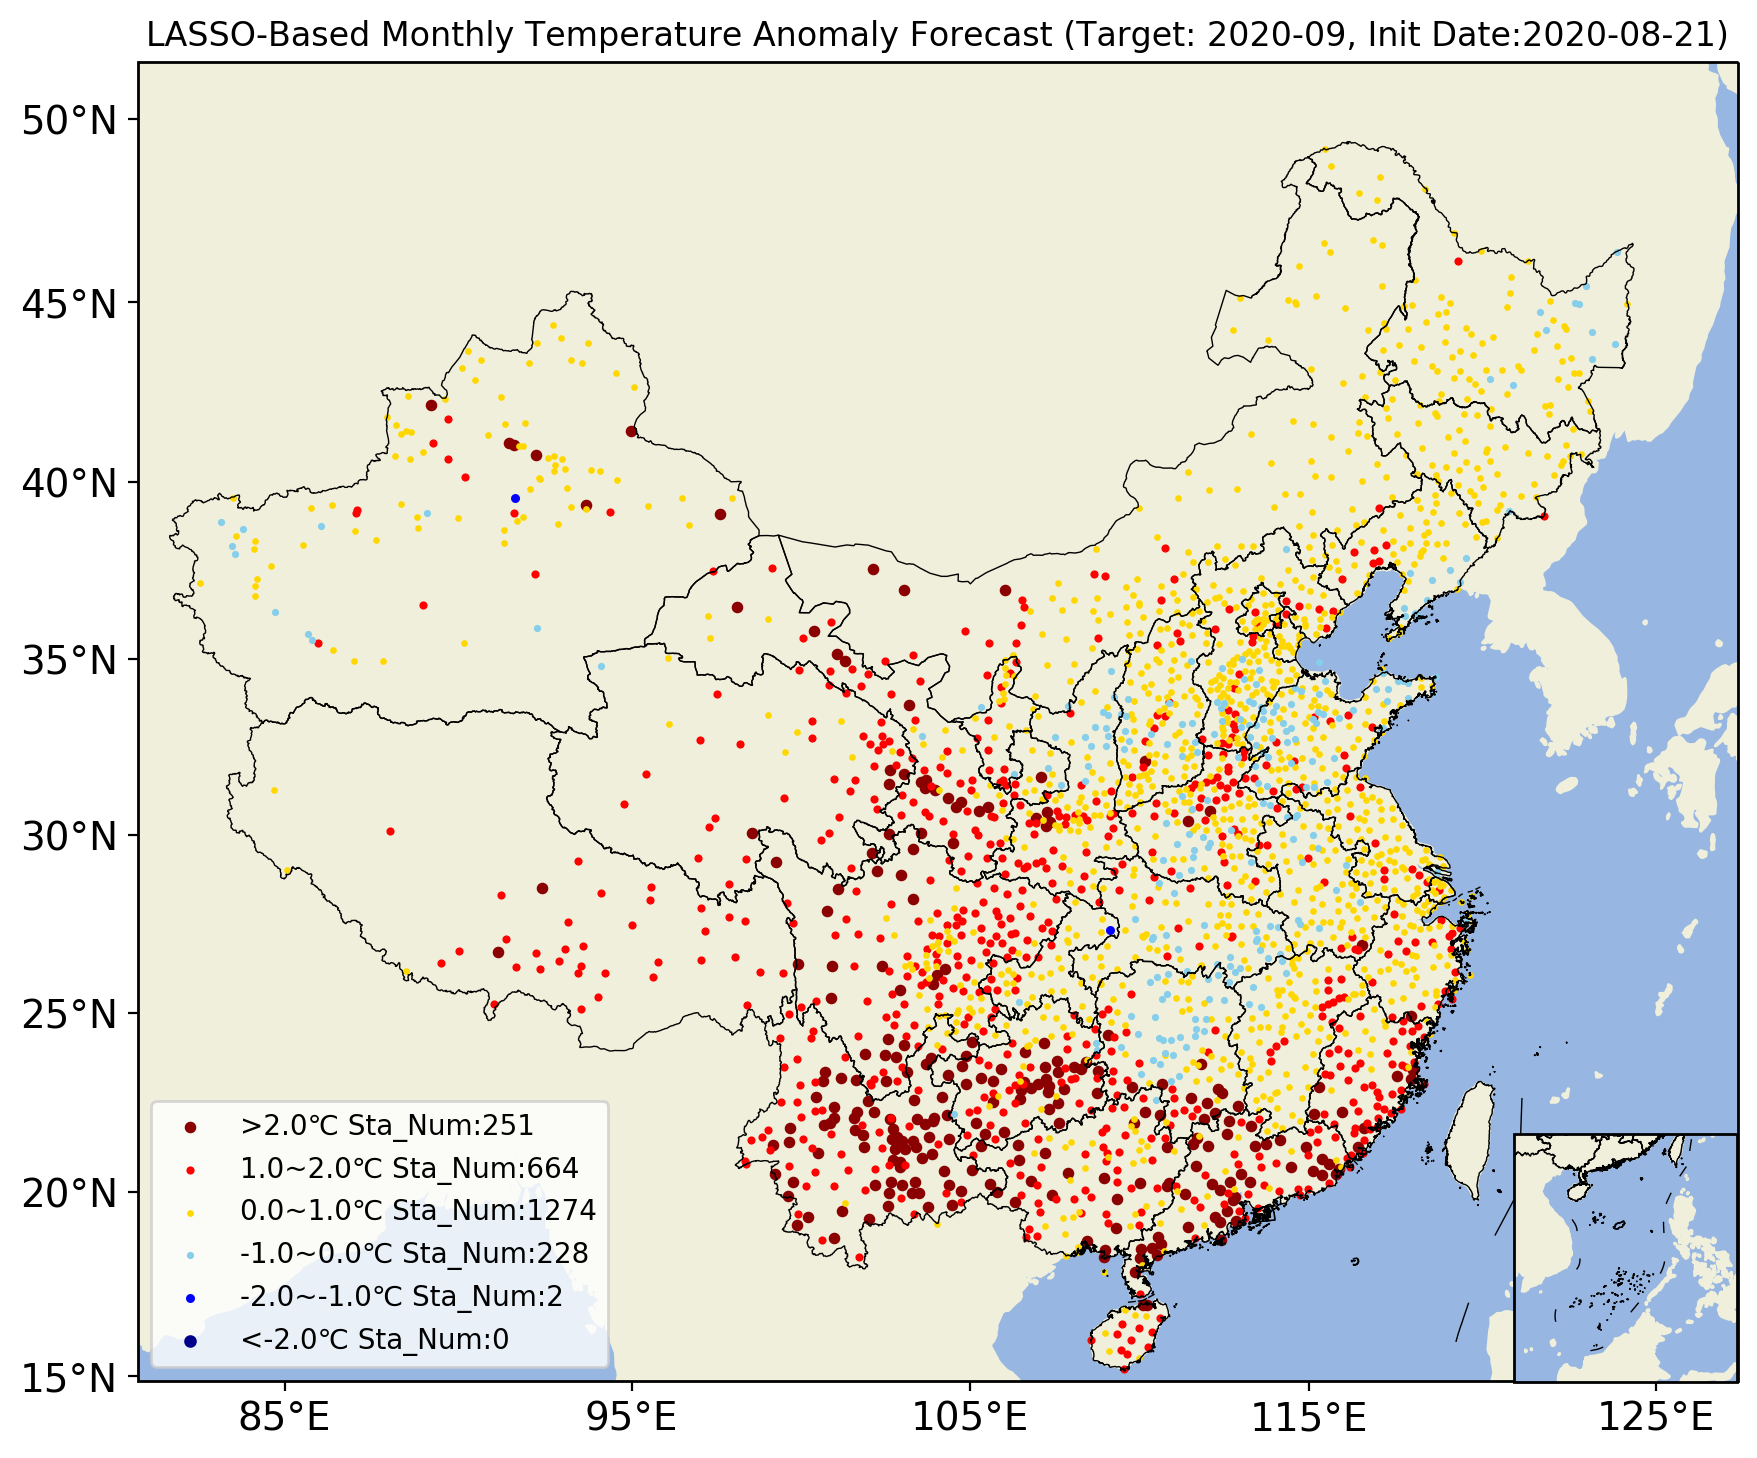 LASSO-Based Monthly Temperature Anomaly Forecast (Target: 2020-09, Init Date:2020-08-21)
50°N
45°N
40°N
35°N
30°N
25°N
20°N
15°N
>2.0℃ Sta_Num:251
1.0~2.0℃ Sta_Num:664
0.0~1.0℃ Sta_Num:1274
-1.0~0.0℃ Sta_Num:228
-2.0~-1.0℃ Sta_Num:2
<-2.0℃ Sta_Num:0
85°E
95°E
105°E
115°E
125°E